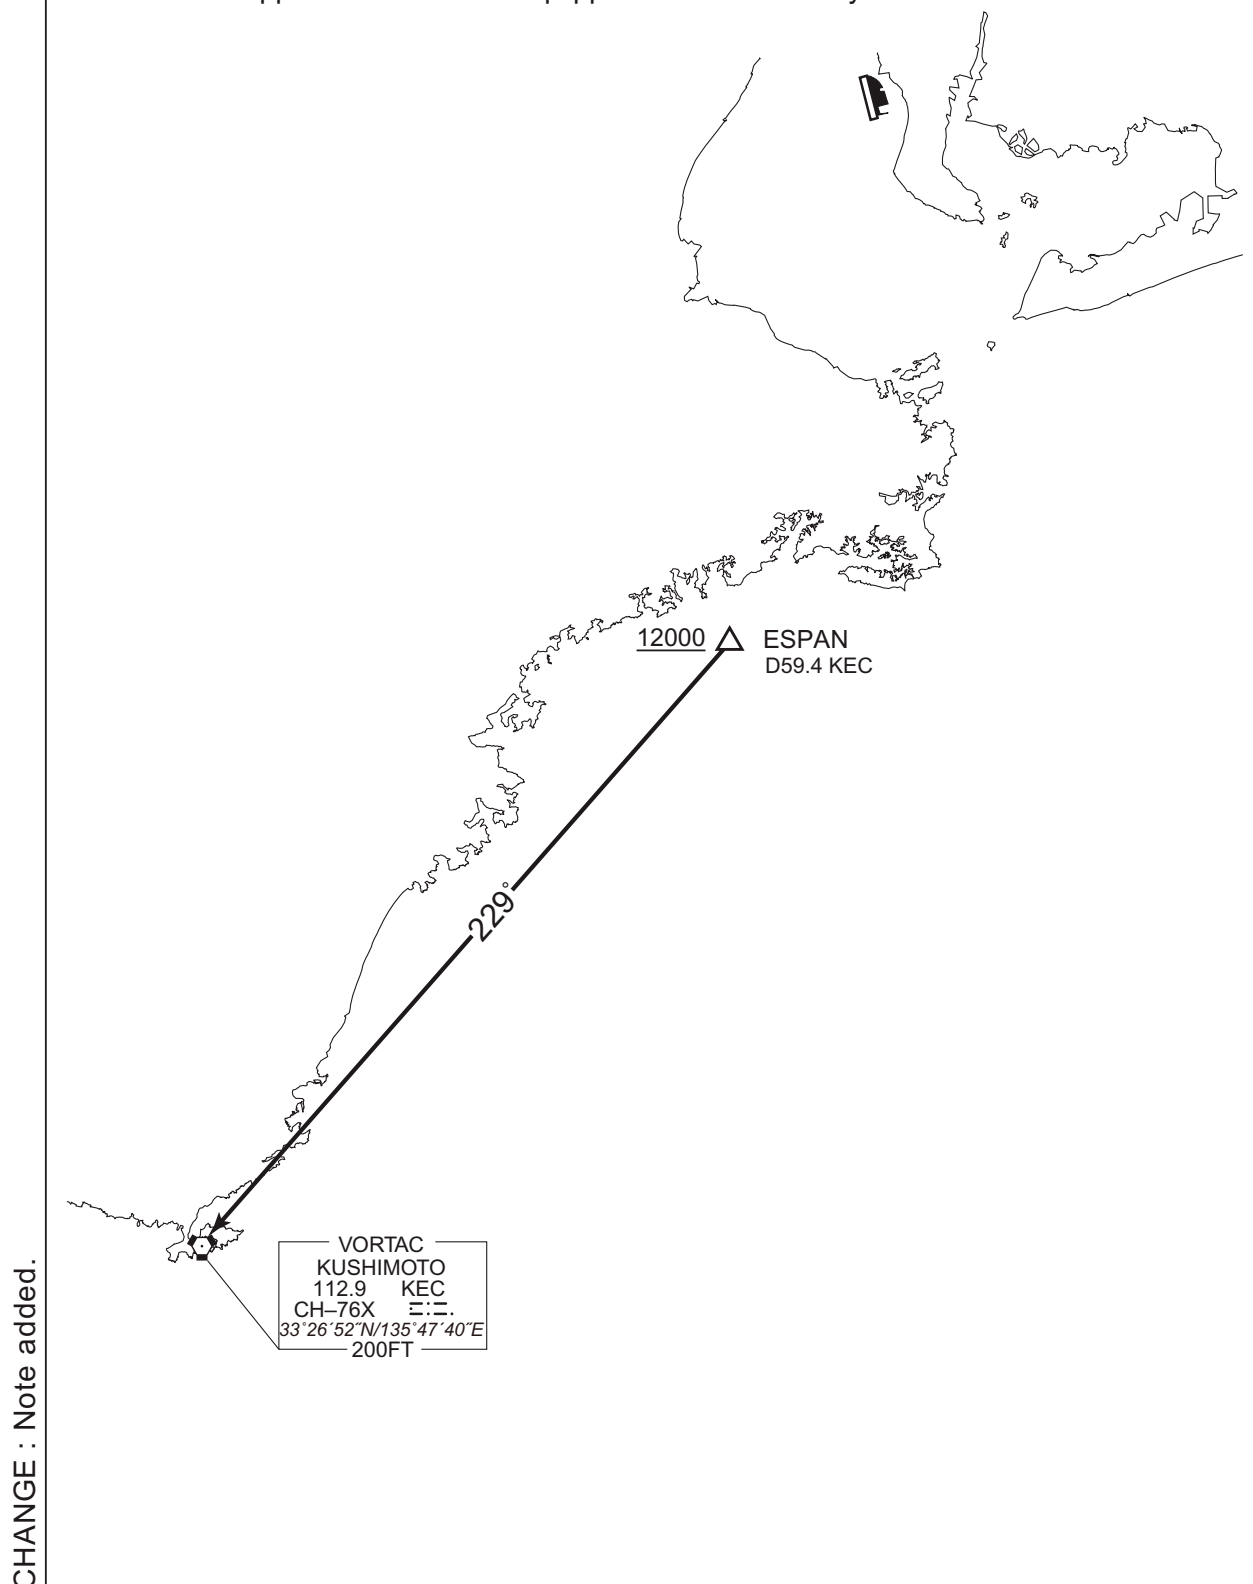 12000
ESPAN
D59.4 KEC
229°
VORTAC
KUSHIMOTO
112.9 KEC
CH–76X
33°26´52˝N/135°47´40˝E
200FT
CHANGE : Note added.